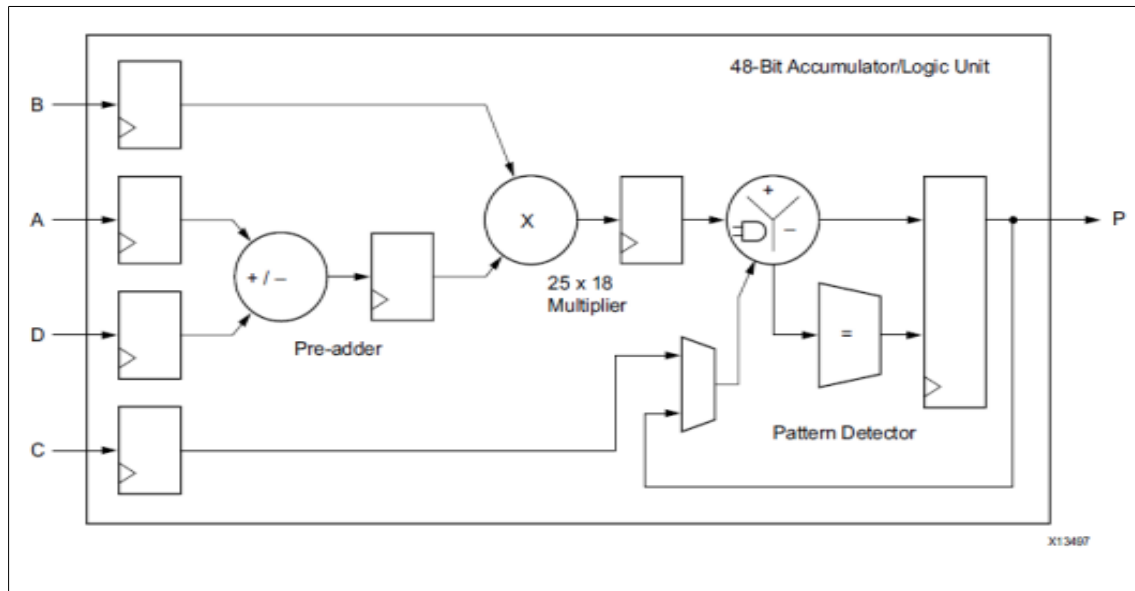 48-Bit Accumulator/Logic Unit
B
A
P
+
–
X
+ / –
25 x 18
Multiplier
D
=
Pre-adder
Pattern Detector
C
X13497